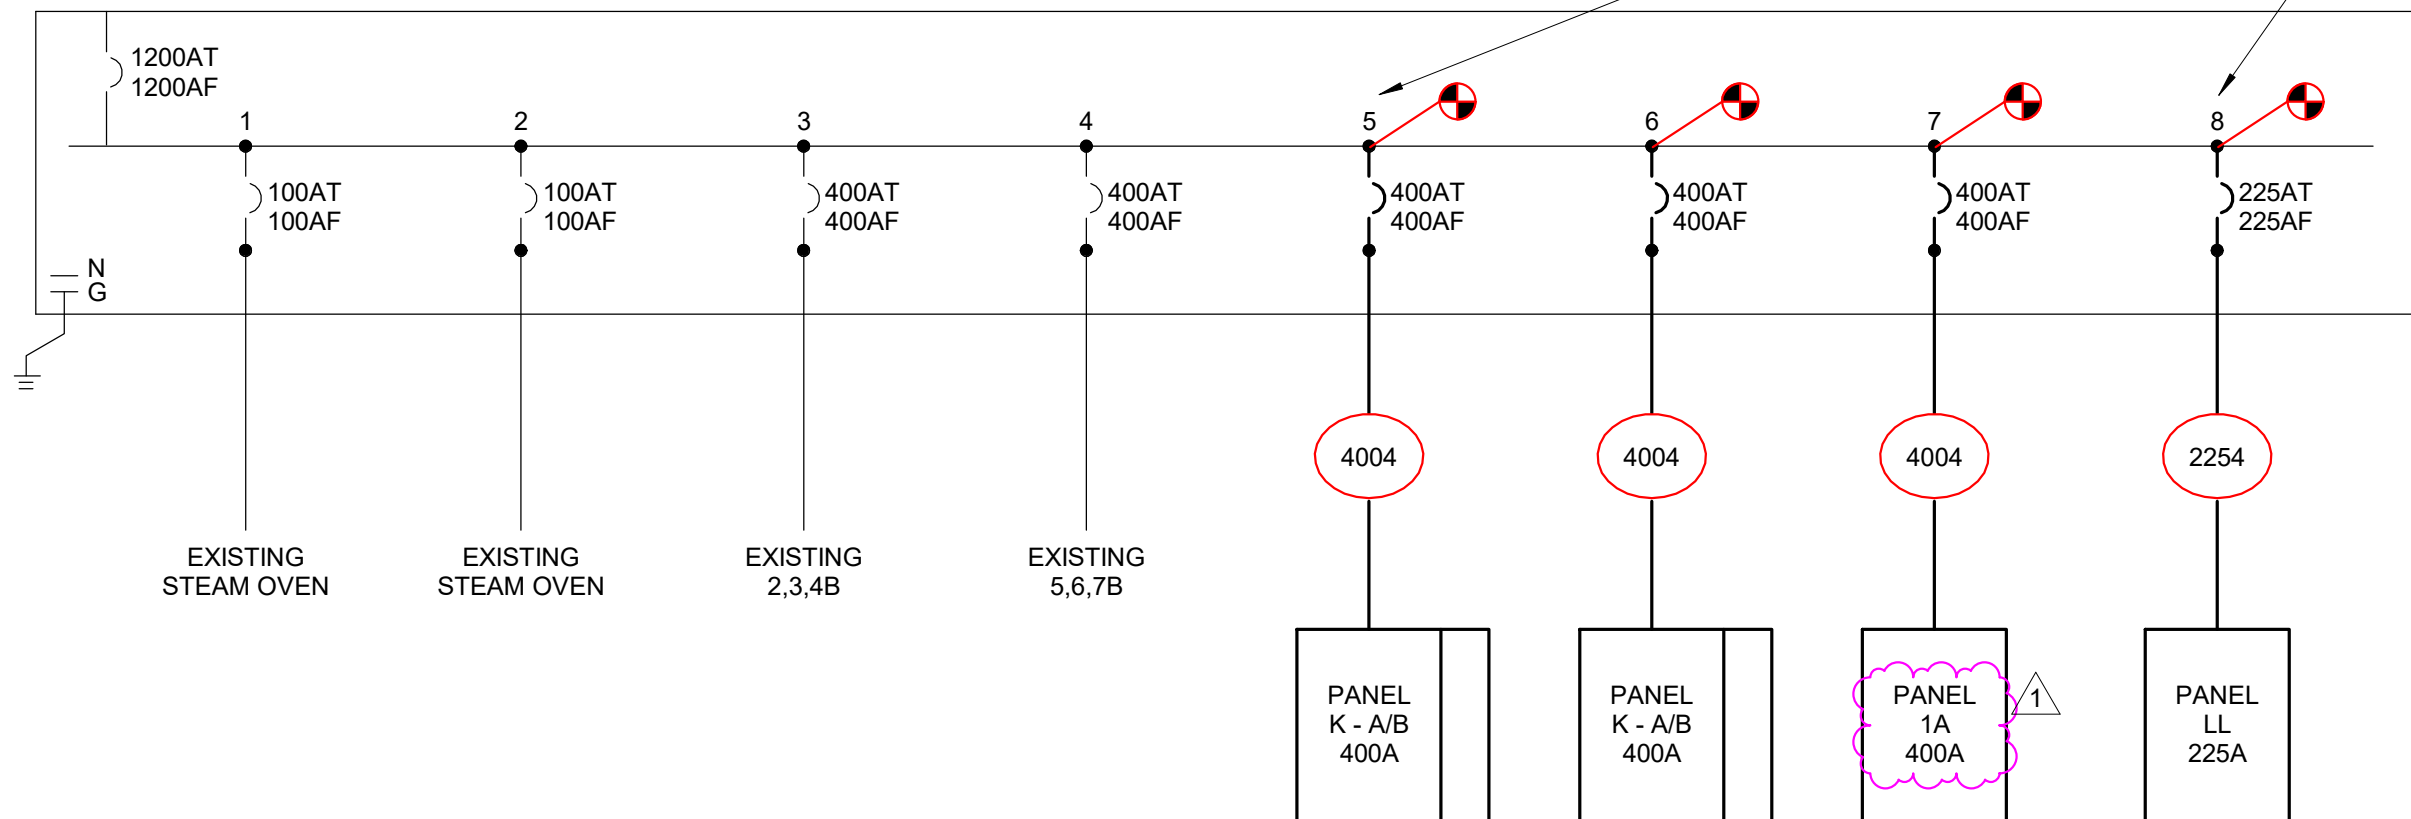 1200AT
1200AF
1
2
3
4
5
6
7
8
100AT
100AF
100AT
100AF
400AT
400AF
400AT
400AF
400AT
400AF
400AT
400AF
400AT
400AF
225AT
225AF
N
G
4004
4004
4004
2254
EXISTING
STEAM OVEN
EXISTING
STEAM OVEN
EXISTING
2,3,4B
EXISTING
5,6,7B
PANEL
K - A/B
400A
PANEL
K - A/B
400A
PANEL
1A
400A
1
PANEL
LL
225A